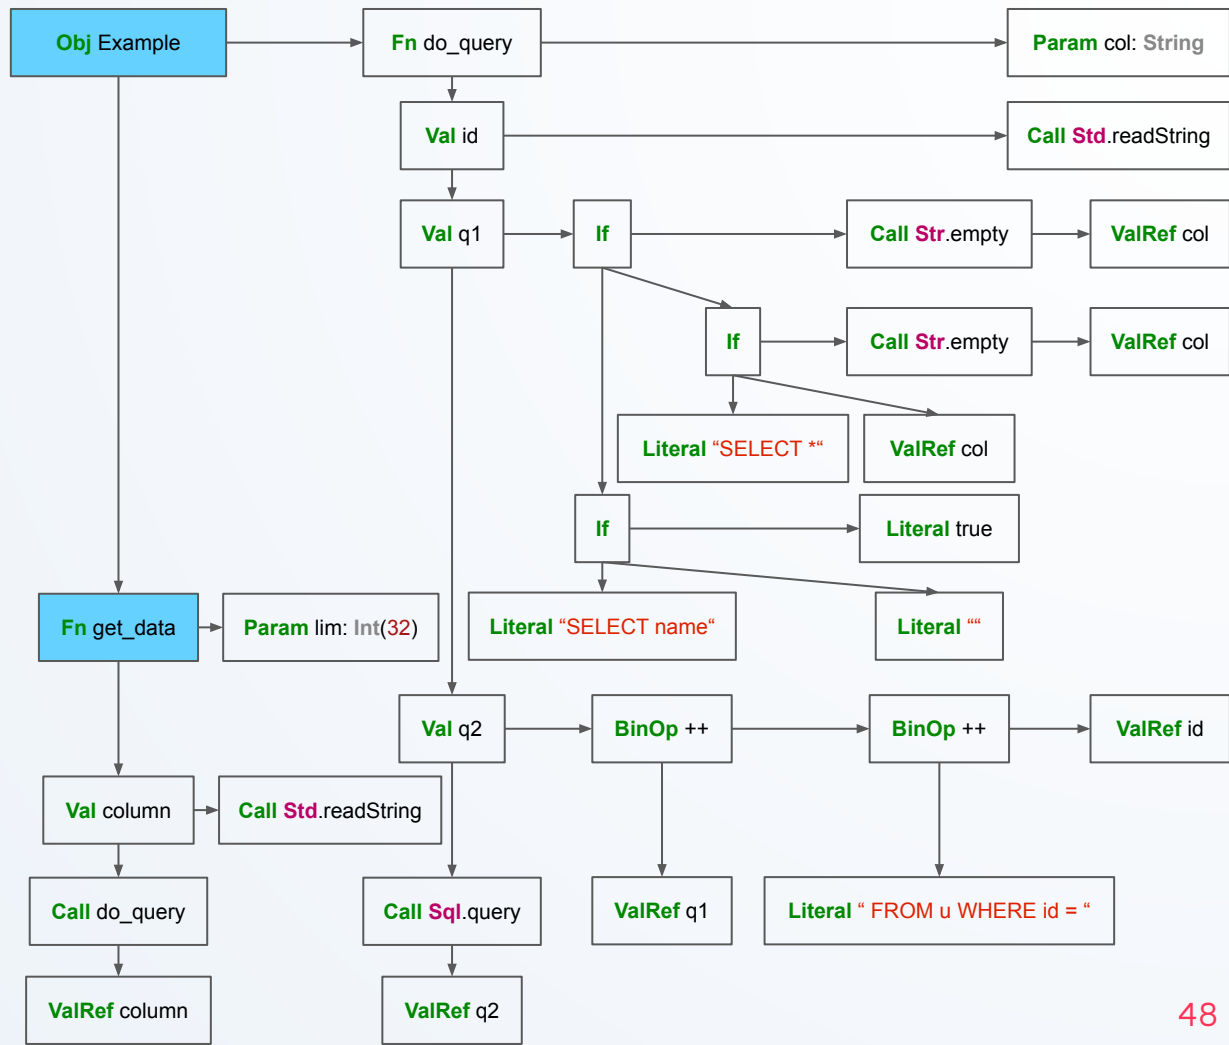 Obj Example
Fn do_query
Param col: String
Val id
Call Std.readString
Val q1
If
Call Str.empty
ValRef col
If
Call Str.empty
ValRef col
Literal “SELECT *“
ValRef col
If
Literal true
Fn get_data
Param lim: Int(32)
Literal “SELECT name“
Literal ““
Val q2
BinOp ++
BinOp ++
ValRef id
Val column
Call Std.readString
Call do_query
Call Sql.query
ValRef q1
Literal “ FROM u WHERE id = “
ValRef column
ValRef q2
48